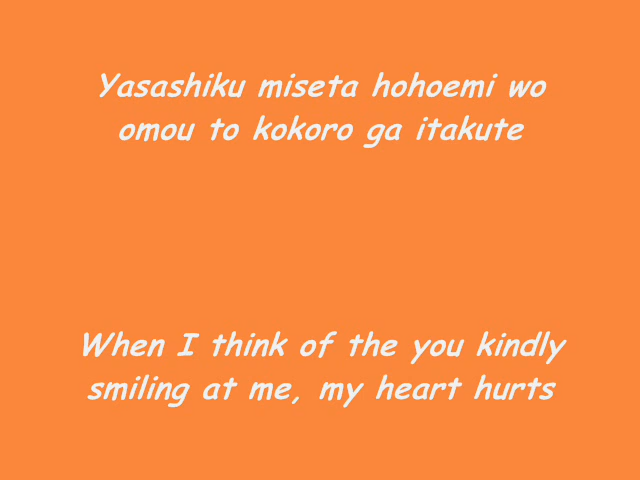 Yasashiku miseta hohoemi wo
omou to kokoro ga itakute
When I think of the you kindly
smiling at me, my heart hurts